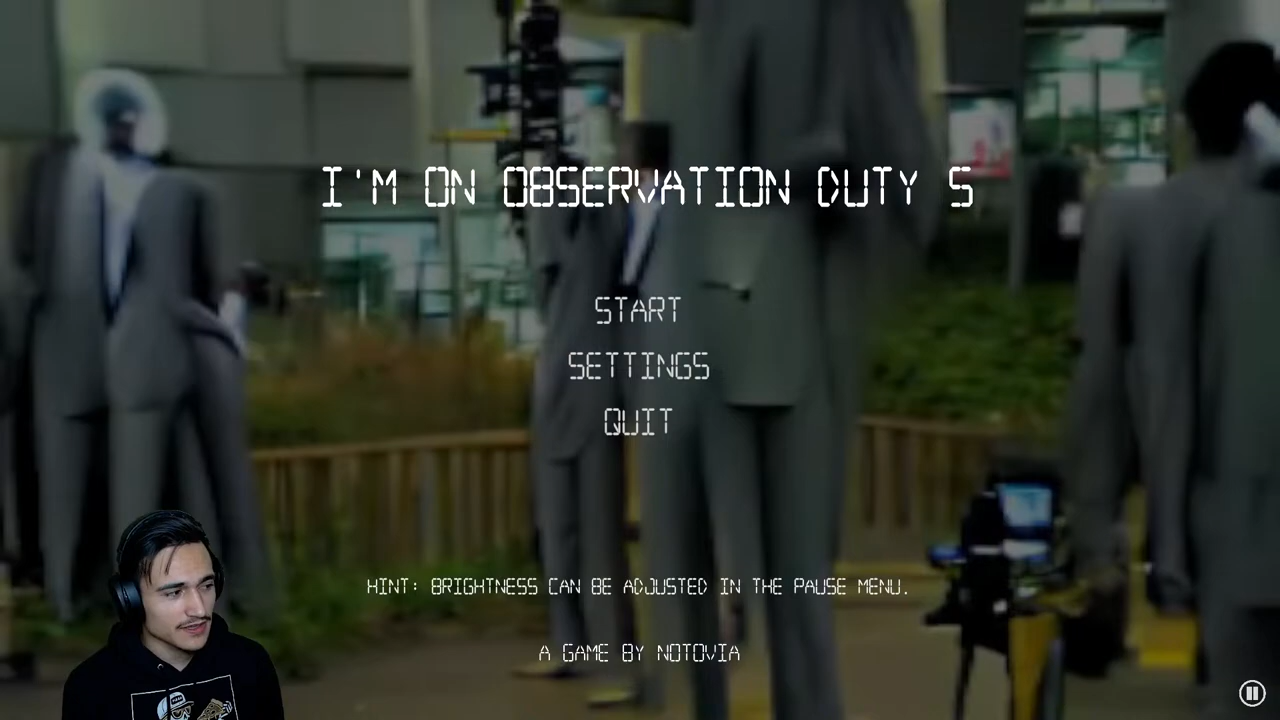 I'M ON OBSERVATION DUTY 5
START
SETTINGS
QUIT
HINT: BRIGHTNESS CAN BE ADJUSTED IN THE PAUSE MENU.
A GAME BY NOTOVIA